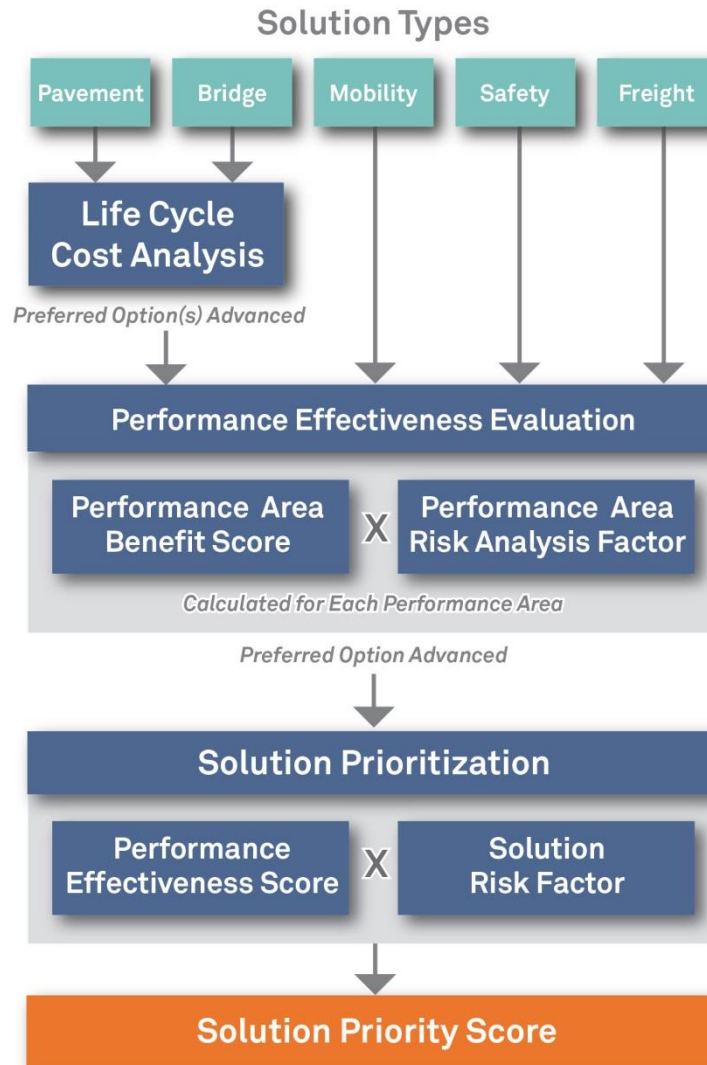 Solution Types
Pavement
Bridge
Mobility
Safety
Freight
Life Cycle
Cost Analysis
Preferred Option(s) Advanced
Performance Effectiveness Evaluation
Performance Area
Benefit Score
X
Performance Area
Risk Analysis Factor
Calculated for Each Performance Area
Preferred Option Advanced
Solution Prioritization
Performance
Effectiveness Score
X
Solution
Risk Factor
Solution Priority Score